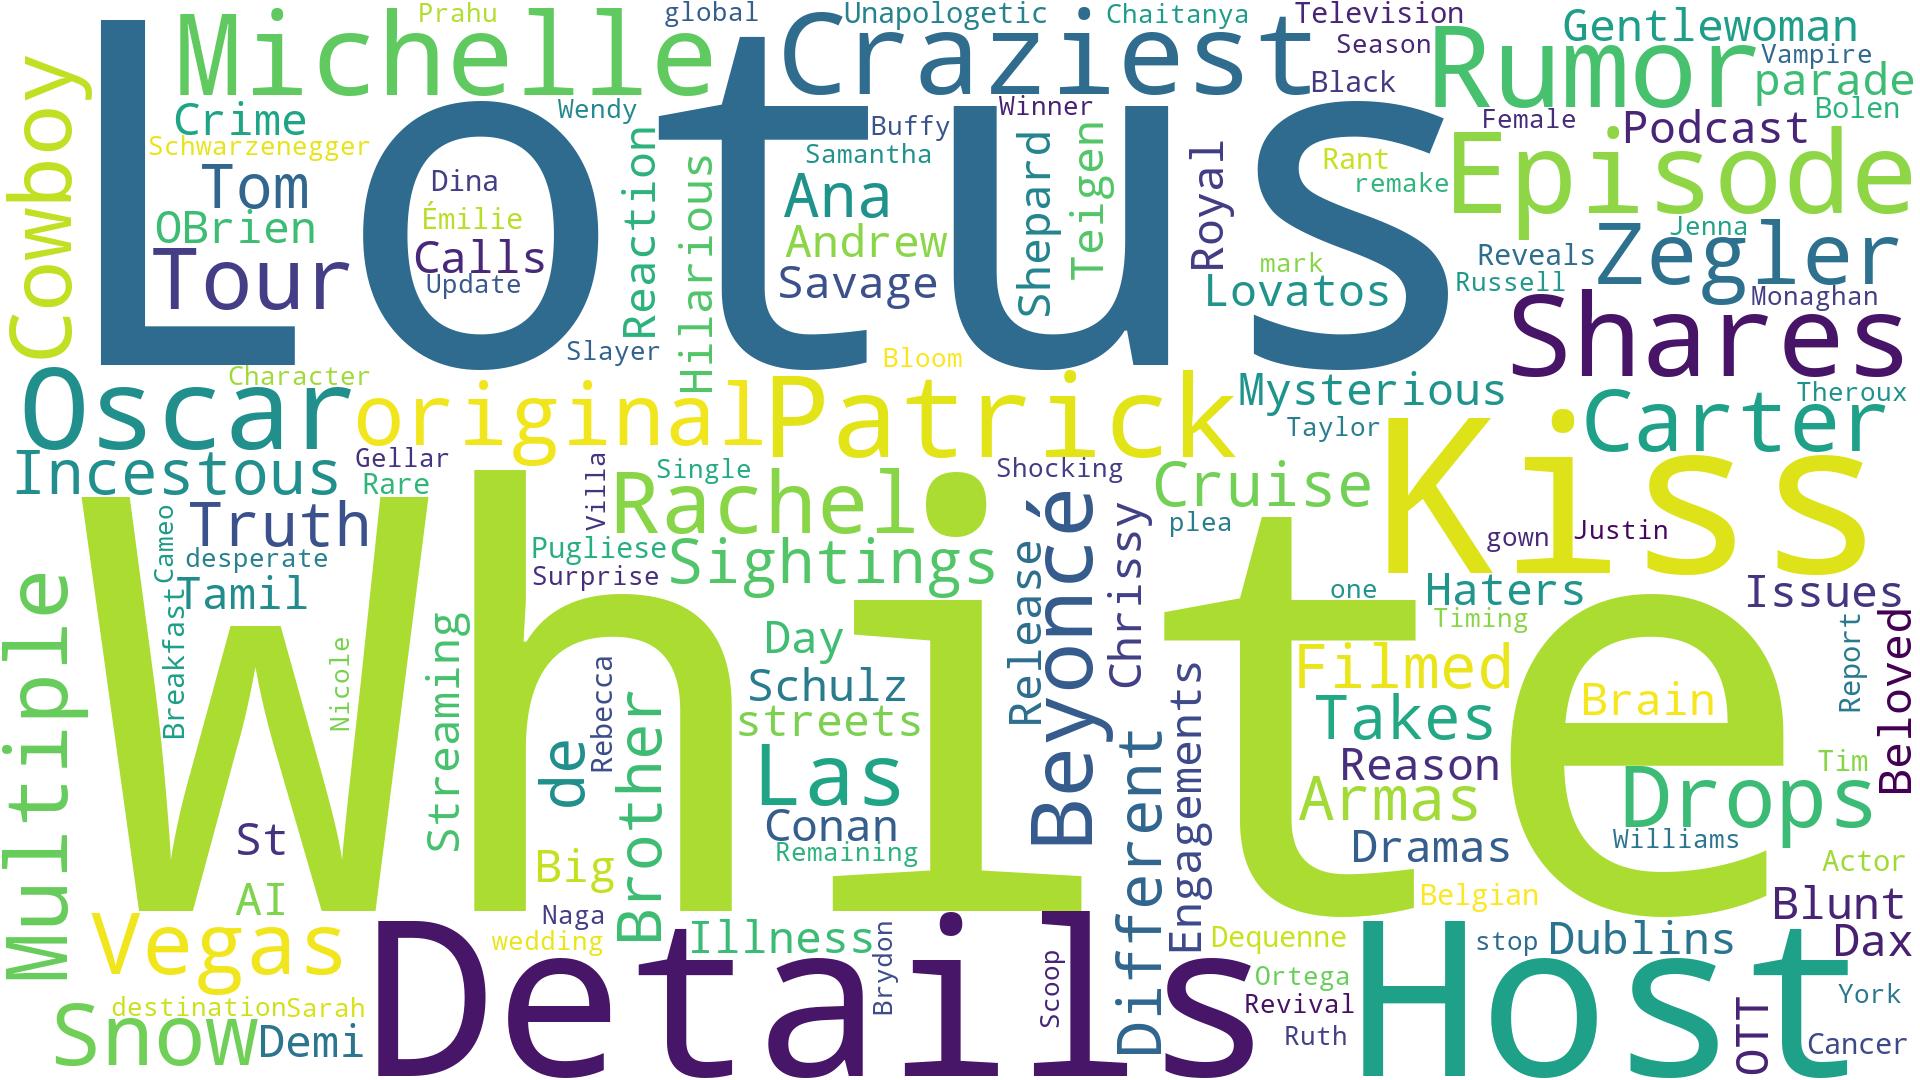 Prahu
global
Unapologetic
Chaitanya
Television
Gentlewoman
Michelle
Craziest
Season
Rumor
Vampire
Cowboy
Lotus
Black
parade
Crime
Wendy
Winner
Bolen
Schwarzenegger
Buffy
Female
Podcast
Tom
Dina
Reaction
Hilarious
Samantha
Shepard
Teigen
Royal
Rant
remake
Episode
OBrien
Émilie
Ana
Jenna
Tour
Calls
Andrew
mark
Reveals
Zegler
Update
Savage
Lovatos
Russell
Monaghan
Slayer
Bloom
Shares
Oscar
Character
original
Patrick
Mysterious
Theroux
Taylor
Kiss
Carter
Incestous
Gellar
Rare
Villa
Single
Rachel
Shocking
Cruise
Truth
White
Beyoncé
Chrissy
plea
gown
Justin
desperate
Cameo
Pugliese
Surprise
Sightings
Release
Tamil
one
Haters
Issues
Multiple
Breakfast
Nicole
Streaming
Rebecca
Day
Timing
Report
Beloved
Schulz
Filmed
Brain
Brother
streets
Engagements
Takes
de
Las
Different
Reason
Tim
St
Conan
Armas
Drops
AI
Big
Remaining
Dramas
Williams
Actor
Vegas
Naga
Belgian
Blunt
wedding
Illness
Brydon
Dequenne
stop
Dublins
Dax
Details
Scoop
Ortega
Host
York
destination
Sarah
Revival
Snow
Demi
Ruth
OTT
Cancer